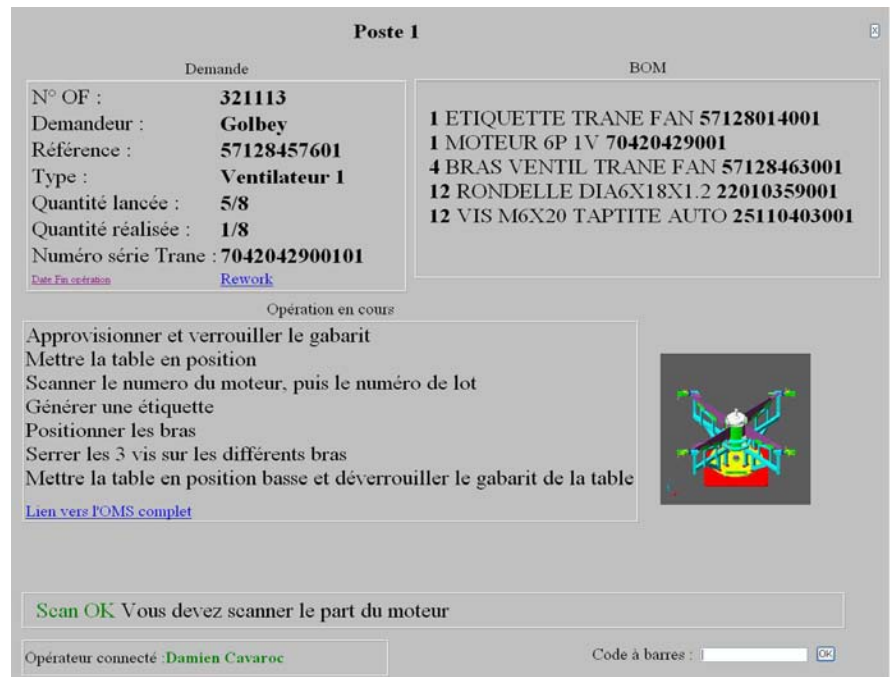 Poste 1
X
Demande
N° OF : 321113
Demandeur : Golbey
Référence : 57128457601
Type : Ventilateur 1
Quantité lancée : 5/8
Quantité réalisée : 1/8
Numéro série Trane : 7042042900101
Date Fin opération Rework
BOM
1 ETIQUETTE TRANE FAN 57128014001
1 MOTEUR 6P 1V 70420429001
4 BRAS VENTIL TRANE FAN 57128463001
12 RONDELLE DIA6X18X1.2 22010359001
12 VIS M6X20 TAPTITE AUTO 25110403001
Opération en cours
Approvisionner et verrouiller le gabarit
Mettre la table en position
Scanner le numero du moteur, puis le numéro de lot
Générer une étiquette
Positionner les bras
Serrer les 3 vis sur les différents bras
Mettre la table en position basse et déverrouiller le gabarit de la table
Lien vers l'OMS complet
Scan OK Vous devez scanner le part du moteur
Opérateur connecté :Damien Cavaroc
Code à barres : OK